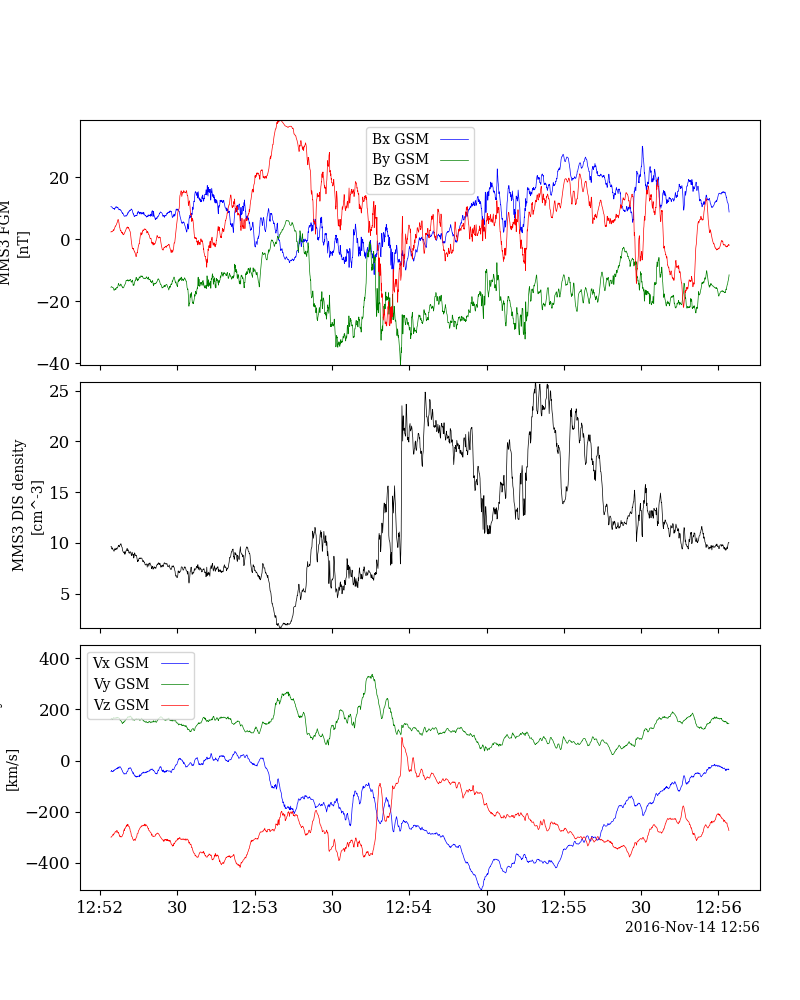 Bx GSM
By GSM
Bz GSM
MMS3 FGM
[nT]
20
0
−20
−40
MMS3 DIS density
[cm^-3]
25
20
15
10
5
Vx GSM
Vy GSM
Vz GSM
[km/s]
400
200
0
−200
−400
12:52
30
12:53
30
12:54
30
12:55
30
12:56
2016-Nov-14 12:56